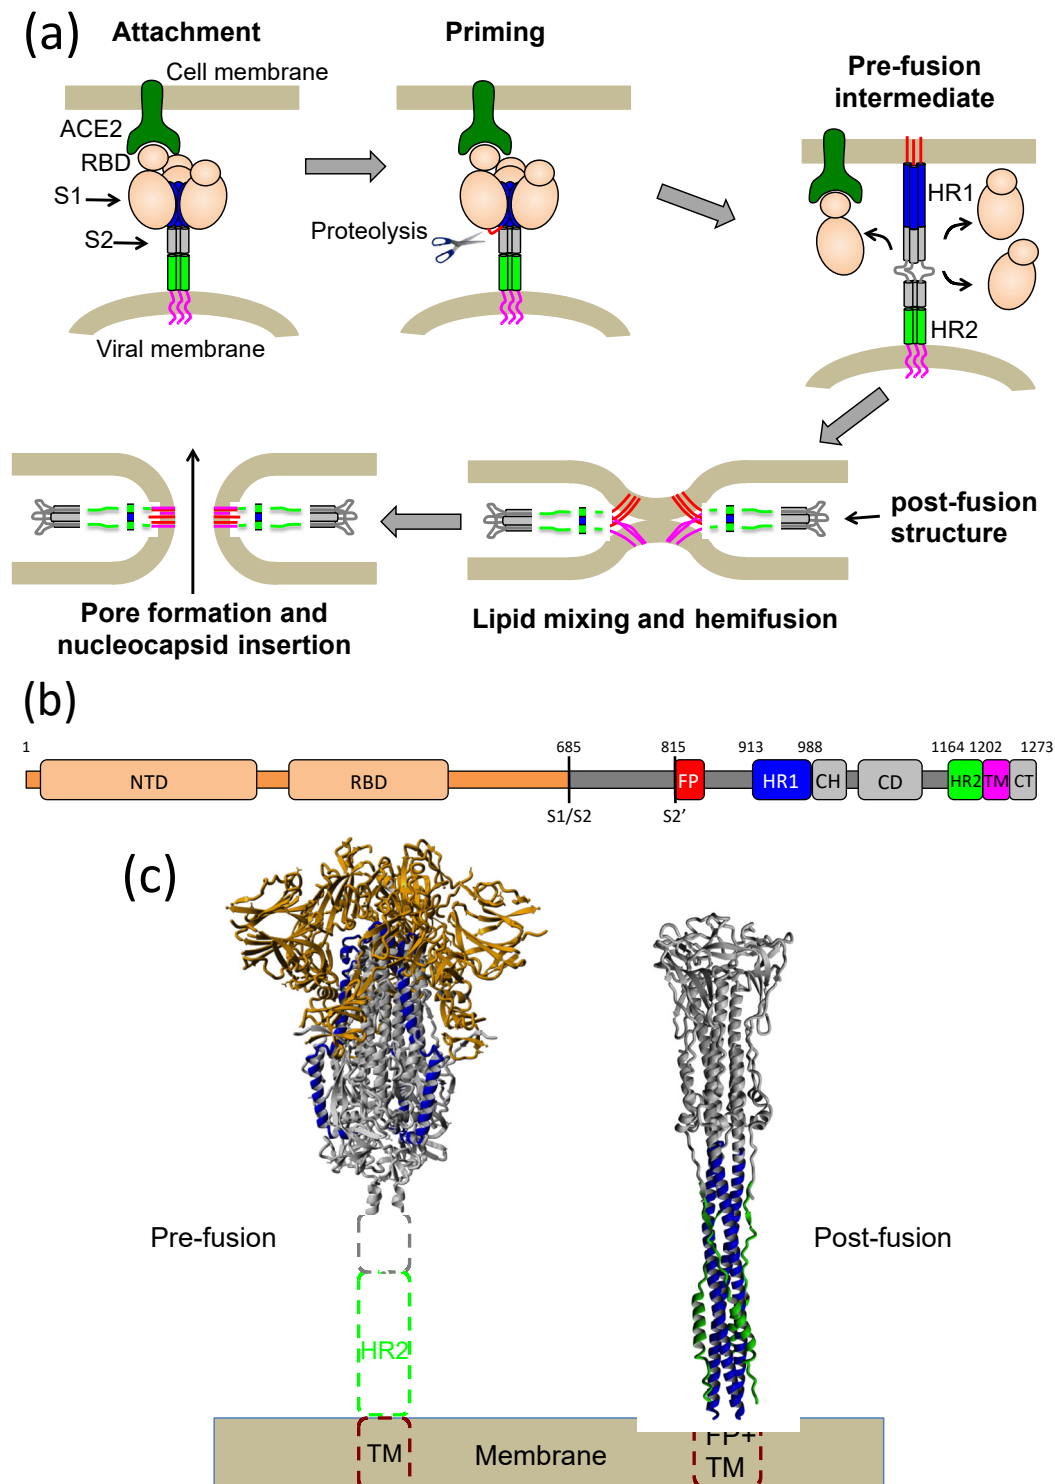 (a)
Attachment
Priming
Cell membrane
Pre-fusion
intermediate
ACE2
RBD
S1
S2
Proteolysis
HR1
HR2
Viral membrane
post-fusion
structure
Pore formation and
nucleocapsid insertion
Lipid mixing and hemifusion
(b)
1 685 815 913 988 1164 1202 1273
NTD RBD FP HR1 CH CD HR2 TM CT
S1/S2 S2'
(c)
Pre-fusion
Post-fusion
HR2
TM
Membrane
FP+
TM